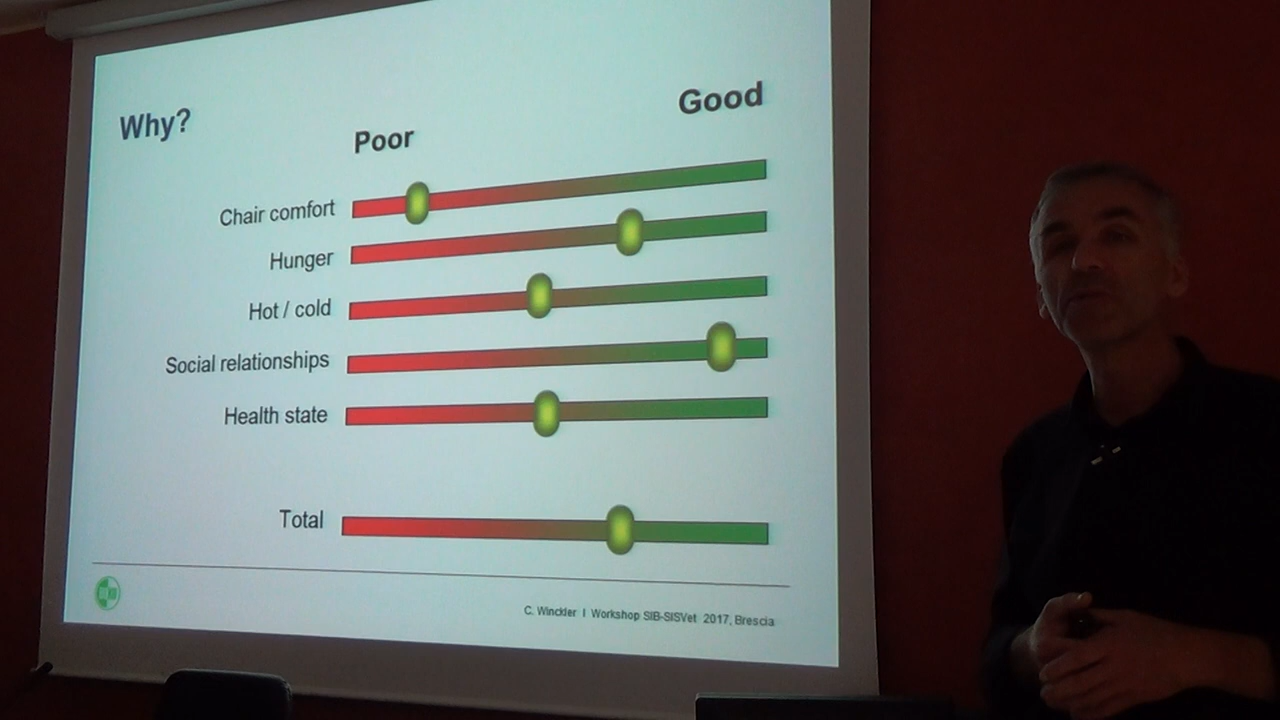 Why?
Poor
Good
Chair comfort
Hunger
Hot / cold
Social relationships
Health state
Total
C. Winckler I Workshop SIB-SISVet 2017, Brescia